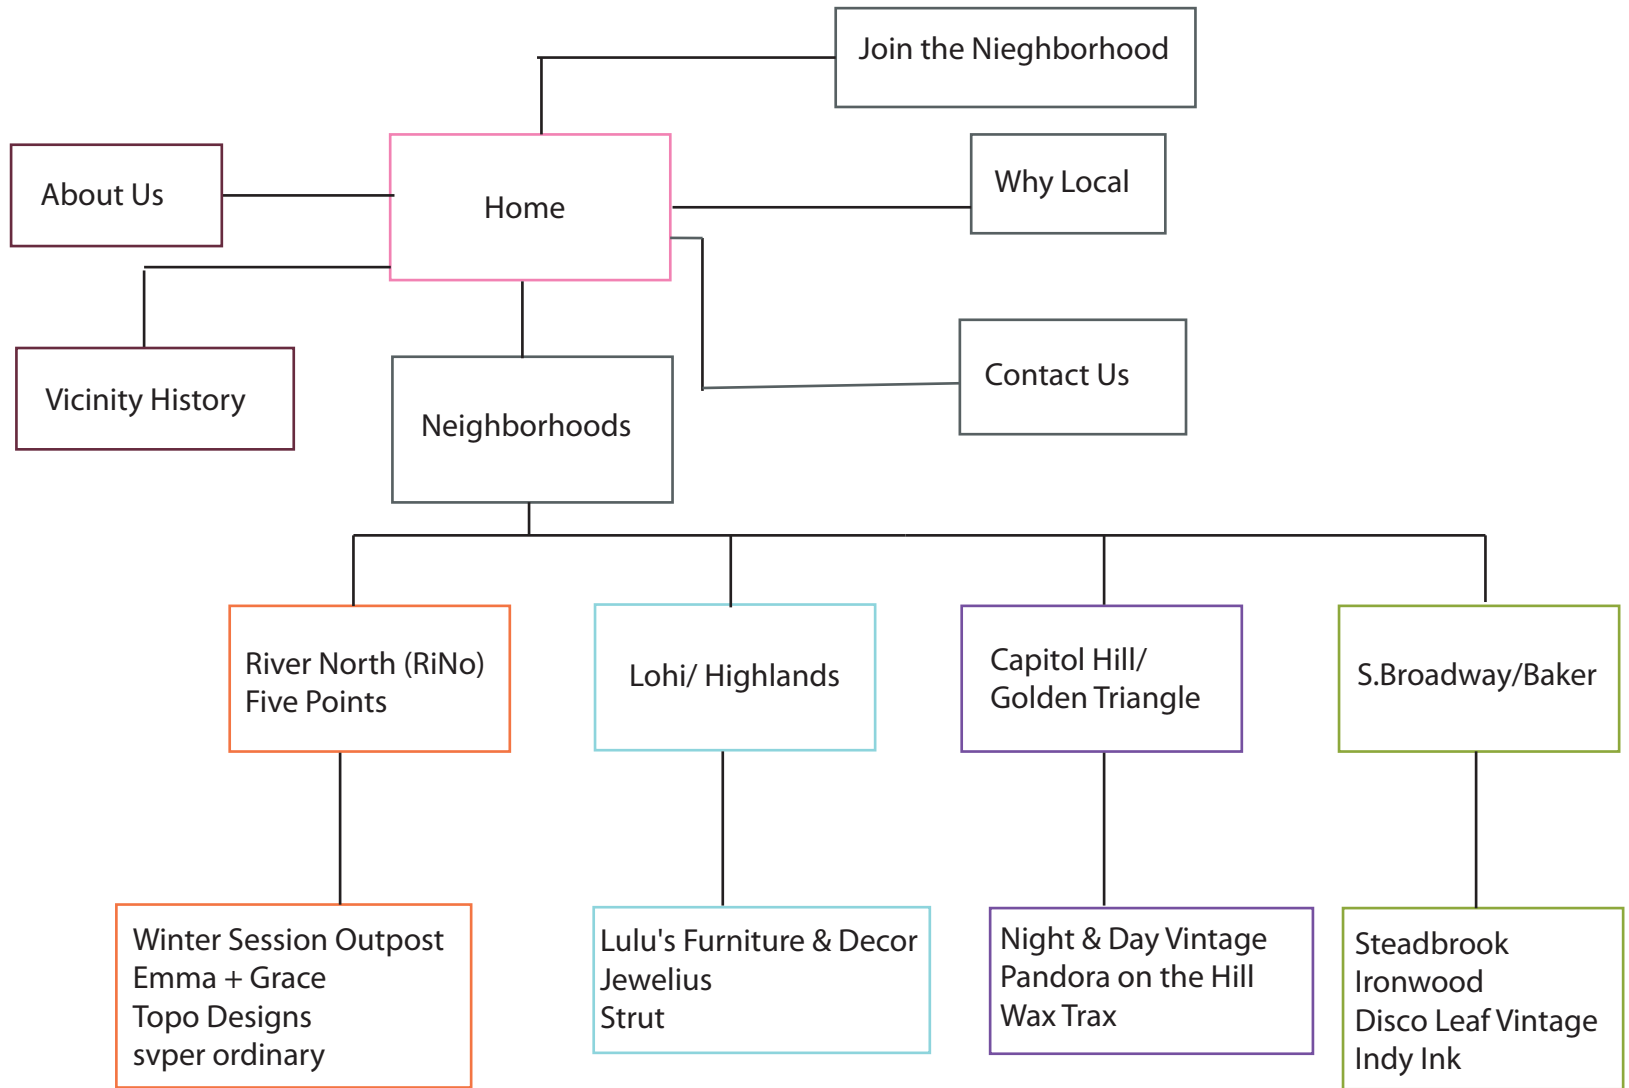 Join the Nieghborhood
About Us
Home
Why Local
Vicinity History
Neighborhoods
Contact Us
River North (RiNo)
Five Points
Lohi/ Highlands
Capitol Hill/
Golden Triangle
S.Broadway/Baker
Winter Session Outpost
Emma + Grace
Topo Designs
svper ordinary
Lulu's Furniture & Decor
Jewelius
Strut
Night & Day Vintage
Pandora on the Hill
Wax Trax
Steadbrook
Ironwood
Disco Leaf Vintage
Indy Ink